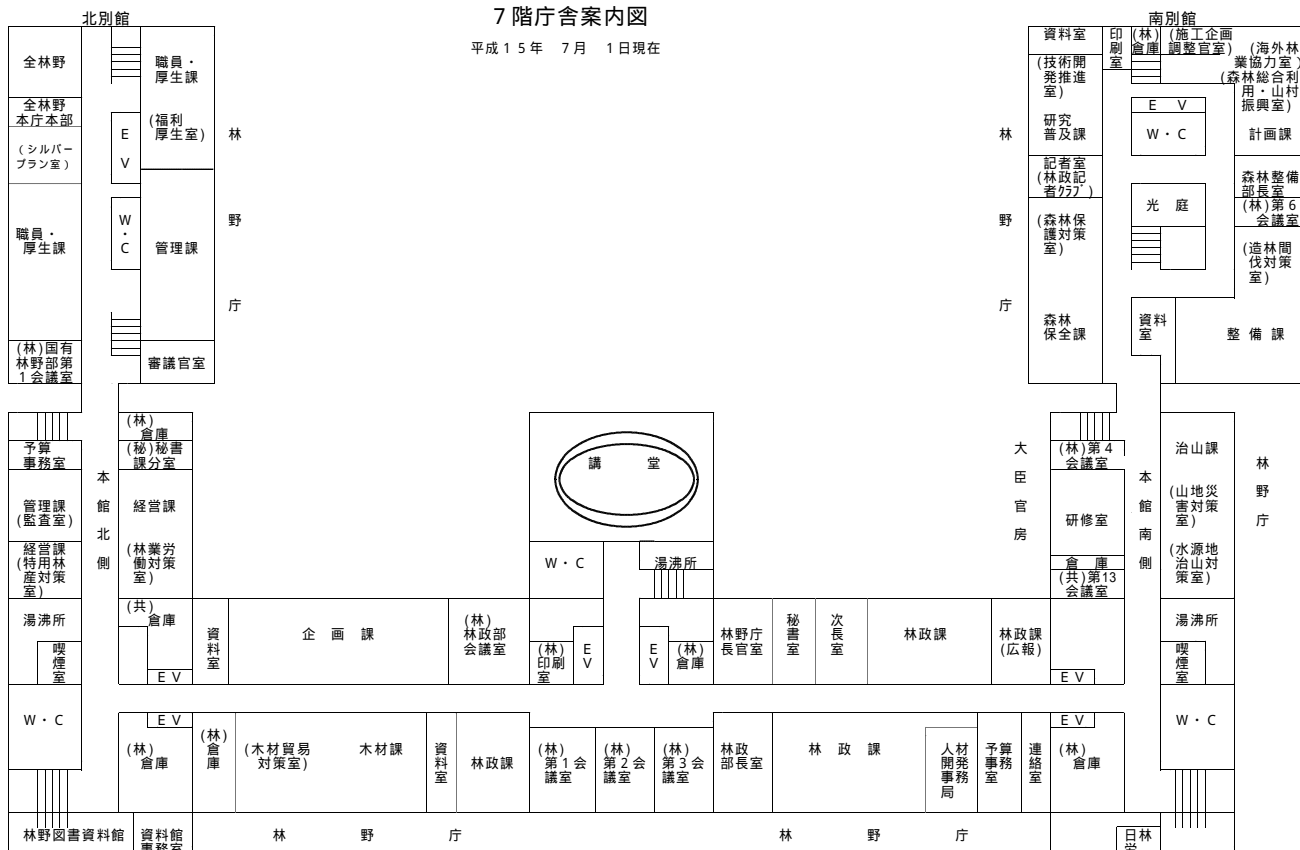 7階庁舎案内図
平成15年 7月 1日現在
北別館
全林野
全林野
本庁本部
(シルバー
プラン室)
職員・
厚生課
(林)国有
林野部第
1会議室
EV
W・C
職員・
厚生課
(福利
厚生室)
管理課
審議官室
林野庁
南別館
資料室
(技術開
発推進
室)
研究
普及課
記者室
(林政記
者クラブ)
(森林保
護対策
室)
森林
保全課
印刷室
(林)
倉庫
(施工企画
調整官室)
(海外林
業協力室)
(森林総合利
用・山村
振興室)
計画課
EV
W・C
森林整備
部長室
(林)第6
会議室
光庭
(造林間
伐対策
室)
資料
室
整備課
林野庁
予算
事務室
管理課
(監査室)
経営課
(特用林
産対策
室)
湯沸所
喫煙室
W・C
本館北側
(林)
倉庫
(秘)秘書
課分室
経営課
(林業労
働対策
室)
(共)
倉庫
EV
資料室
企画課
(林)
林政部
会議室
講堂
W・C
湯沸所
(林)
印刷
室
EV
EV
(林)
倉庫
林野庁
長官室
秘書室
次長室
林政課
林政課
(広報)
大臣官房
(林)第4
会議室
研修室
倉庫
(共)第13
会議室
EV
本館南側
治山課
(山地災
害対策
室)
(水源地
治山対
策室)
湯沸所
喫煙室
W・C
林野庁
EV
(林)
倉庫
(林)
倉庫
(木材貿易
対策室)
木材課
資料室
林政課
(林)
第1会
議室
(林)
第2会
議室
(林)
第3会
議室
林政
部長室
林政課
人材
開発
事務
局
予算
事務
室
連絡室
EV
(林)
倉庫
林野図書資料館
資料館
事務室
林野庁
林野庁
日林